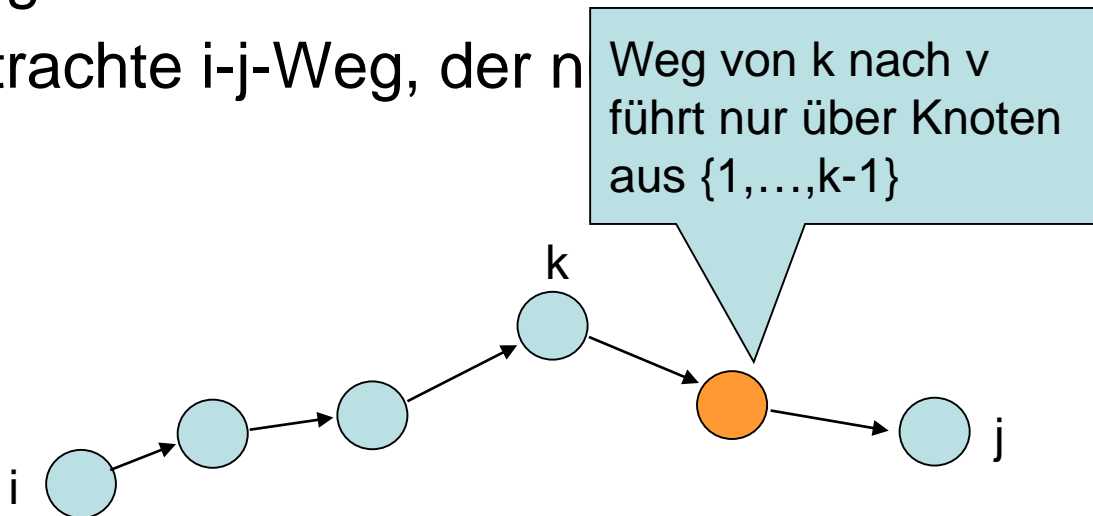 trachte i-j-Weg, der n
Weg von k nach v
führt nur über Knoten
aus {1,…,k-1}
k
j
i